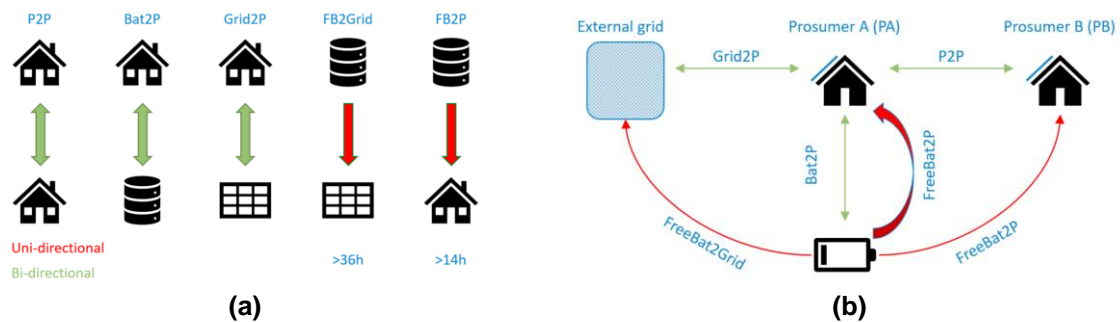 P2P
Bat2P
Grid2P
FB2Grid
FB2P
Uni-directional
Bi-directional
>36h
>14h
(a)
External grid
Prosumer A (PA)
Prosumer B (PB)
Grid2P
P2P
Bat2P
FreeBat2P
FreeBat2Grid
FreeBat2P
(b)